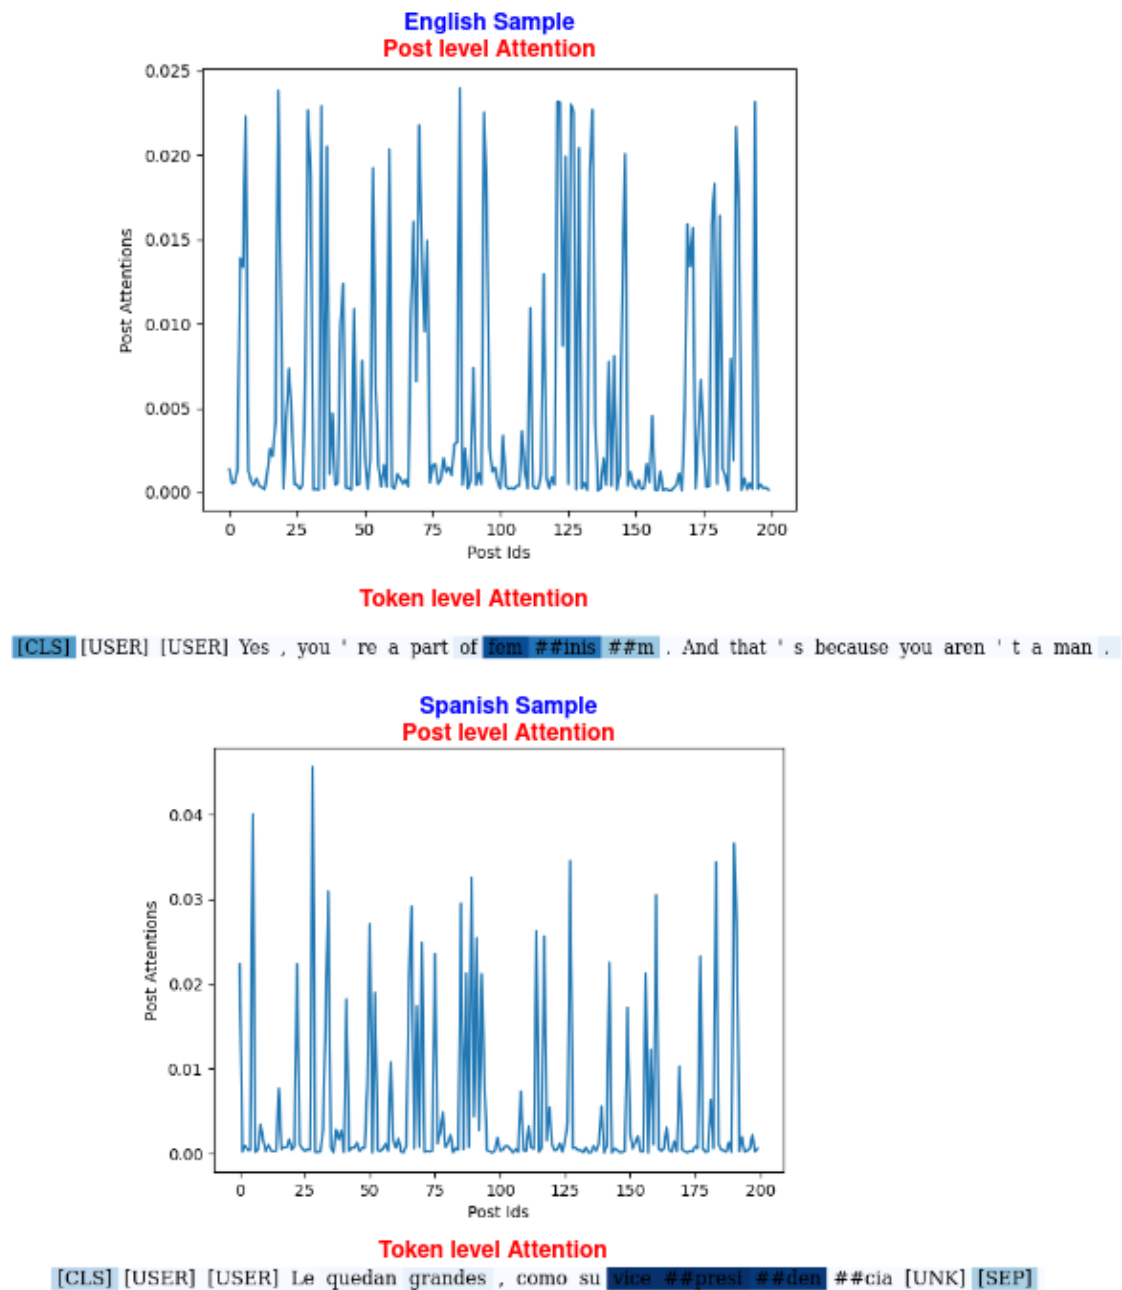 English Sample
Post level Attention
0.025
0.020
0.015
0.010
0.005
0.000
Post Attentions
0 25 50 75 100 125 150 175 200
Post Ids
Token level Attention
[CLS] [USER] [USER] Yes , you ' re a part of fem ##inis ##m . And that ' s because you aren ' t a man .
Spanish Sample
Post level Attention
0.04
0.03
0.02
0.01
0.00
Post Attentions
0 25 50 75 100 125 150 175 200
Post Ids
Token level Attention
[CLS] [USER] [USER] Le quedan grandes , como su vice ##presi ##den ##cia [UNK] [SEP]